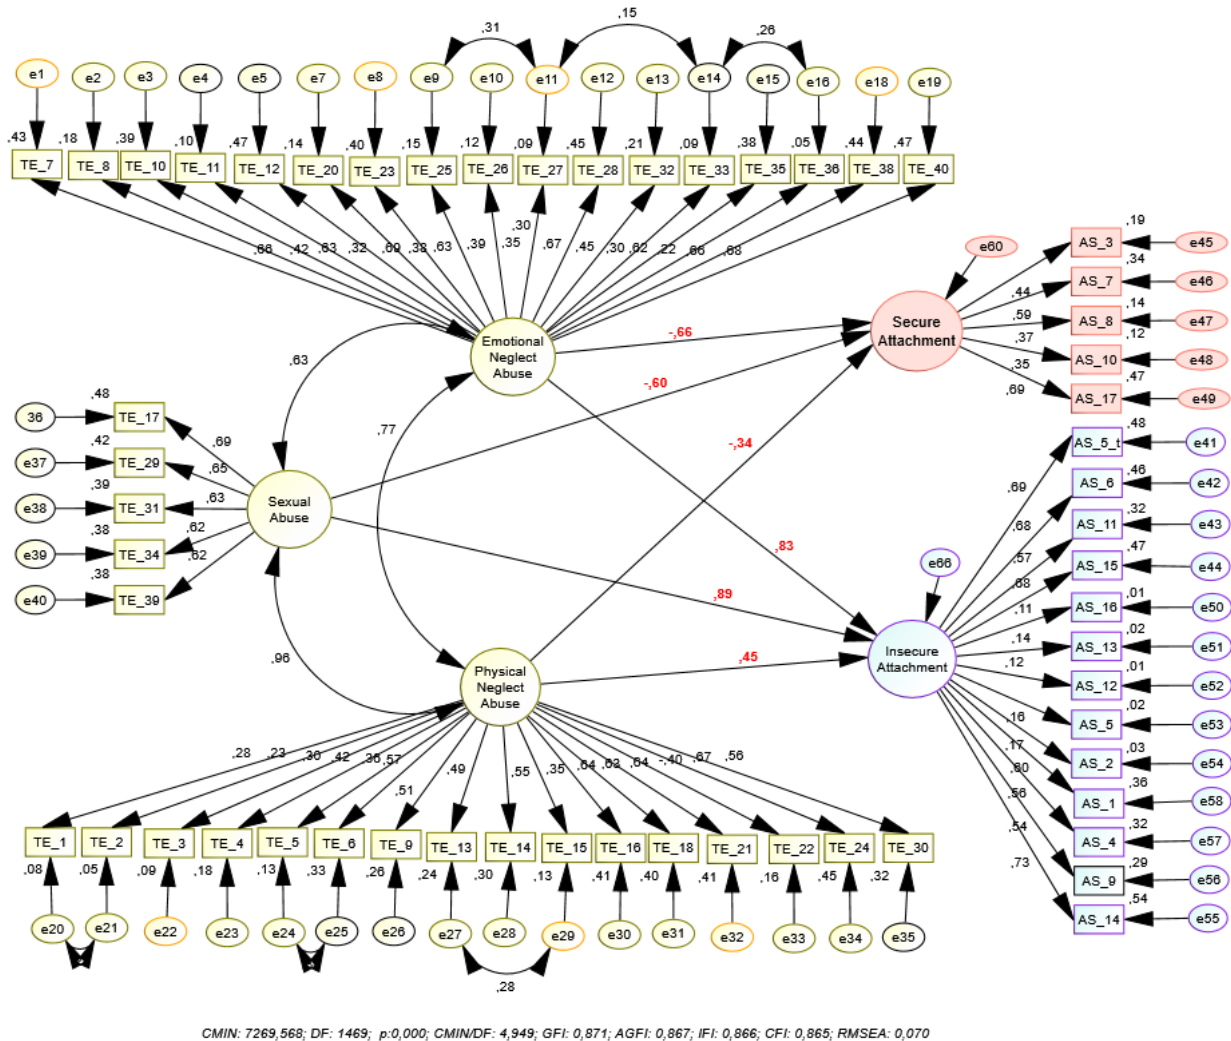 ,31
,15
,26
e1 e2 e3 e4 e5 e7 e8 e9 e10 e11 e12 e13 e14 e15 e16 e18 e19
,43 ,18 ,39 ,10 ,47 ,14 ,40 ,15 ,12 ,09 ,45 ,21 ,09 ,38 ,05 ,44 ,47
TE_7 TE_8 TE_10 TE_11 TE_12 TE_20 TE_23 TE_25 TE_26 TE_27 TE_28 TE_32 TE_33 TE_35 TE_36 TE_38 TE_40
,66 ,42 ,63 ,32 ,69 ,38 ,63 ,39 ,35 ,30 ,67 ,45 ,30 ,62 ,22 ,66 ,68
Emotional
Neglect
Abuse
,63
,77
,96
-,66
-,60
-,34
,83
,89
,45
e60
Secure
Attachment
,44
,59
,37
,35
,69
,19
AS_3 e45
,34
AS_7 e46
,14
AS_8 e47
,12
AS_10 e48
,47
AS_17 e49
,48
36 TE_17
,42
e37 TE_29
,39
e38 TE_31
,38
e39 TE_34
,38
e40 TE_39
,69
,65
,63
,62
,62
Sexual
Abuse
e66
Insecure
Attachment
,69
,68
,57
,68
,11
,14
,12
,16
,17
,60
,56
,54
,73
,48
AS_5_t e41
,46
AS_6 e42
,32
AS_11 e43
,47
AS_15 e44
,01
AS_16 e50
,02
AS_13 e51
,01
AS_12 e52
,02
AS_5 e53
,03
AS_2 e54
,36
AS_1 e58
,32
AS_4 e57
,29
AS_9 e56
,54
AS_14 e55
Physical
Neglect
Abuse
,28 ,23 ,30 ,42 ,36 ,57 ,51 ,49 ,55 ,35 ,64 ,63 ,64 -,40 ,67 ,56
TE_1 TE_2 TE_3 TE_4 TE_5 TE_6 TE_9 TE_13 TE_14 TE_15 TE_16 TE_18 TE_21 TE_22 TE_24 TE_30
,08 ,05 ,09 ,18 ,13 ,33 ,26 ,24 ,30 ,13 ,41 ,40 ,41 ,16 ,45 ,32
e20 e21 e22 e23 e24 e25 e26 e27 e28 e29 e30 e31 e32 e33 e34 e35
,28
CMIN: 7269,568; DF: 1469; p:0,000; CMIN/DF: 4,949; GFI: 0,871; AGFI: 0,867; IFI: 0,866; CFI: 0,865; RMSEA: 0,070